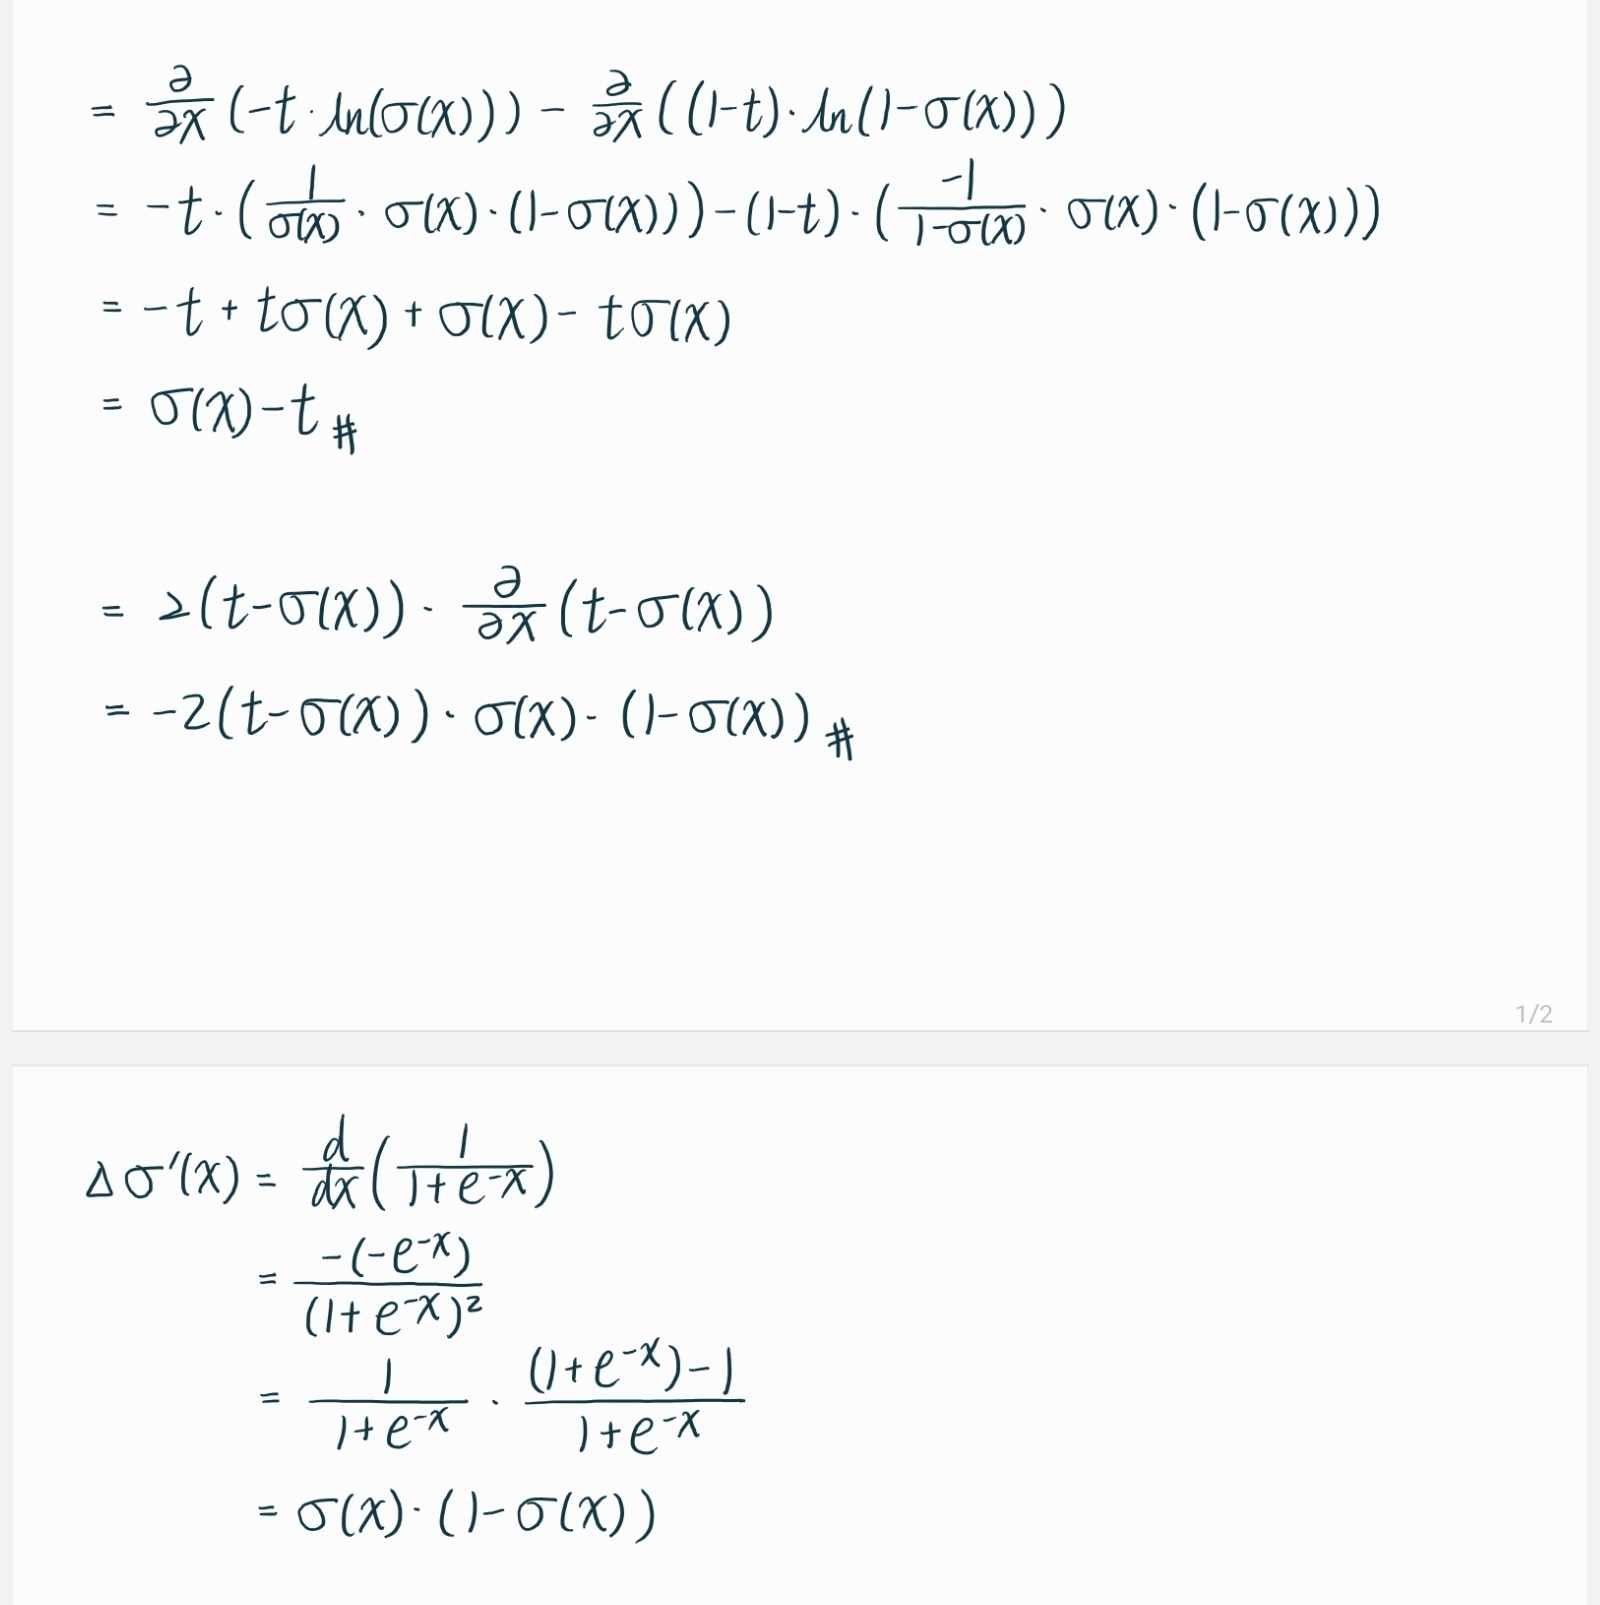 = ∂/∂x (-t · ln(σ(x))) - ∂/∂x ((1-t) · ln(1-σ(x)))
= -t · (1/σ(x) · σ(x) · (1-σ(x))) - (1-t) · (-1/(1-σ(x)) · σ(x) · (1-σ(x)))
= -t + tσ(x) + σ(x) - tσ(x)
= σ(x) - t #
= 2(t-σ(x)) · ∂/∂x (t-σ(x))
= -2(t-σ(x)) · σ(x) · (1-σ(x)) #
1/2
Δ σ'(x) = d/dx (1/(1+e^-x))
= -(-e^-x)/(1+e^-x)²
= 1/(1+e^-x) · ((1+e^-x)-1)/(1+e^-x)
= σ(x) · (1-σ(x))